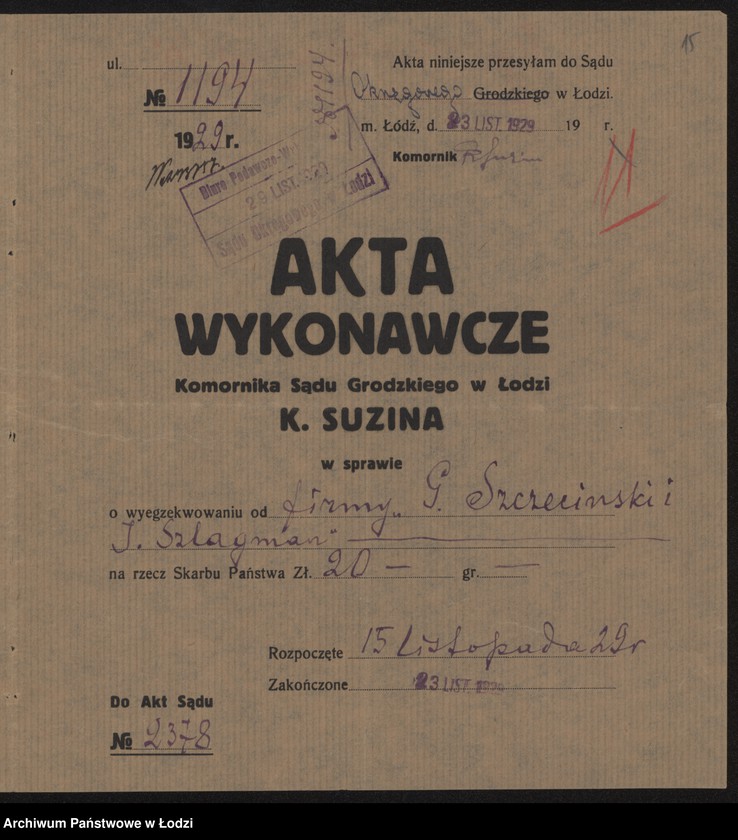 15
ul.
№ 1194
1929 r.
Akta niniejsze przesyłam do Sądu
Okręgowego Grodzkiego w Łodzi.
m. Łódź, d. 23 LIST. 1929 19 r.
Komornik
Biuro Podawcze
29 LIST. 1929
Sądu Okręgowego w Łodzi
AKTA
WYKONAWCZE
Komornika Sądu Grodzkiego w Łodzi
K. SUZINA
w sprawie
o wyegzekwowaniu od firmy „G. Szczecinski i
J. Szlagman"
na rzecz Skarbu Państwa Zł. 20 — gr. —
Rozpoczęte 15 Listopada 29 r
Zakończone 23 LIST. 1929
Do Akt Sądu
№ 2378
Archiwum Państwowe w Łodzi